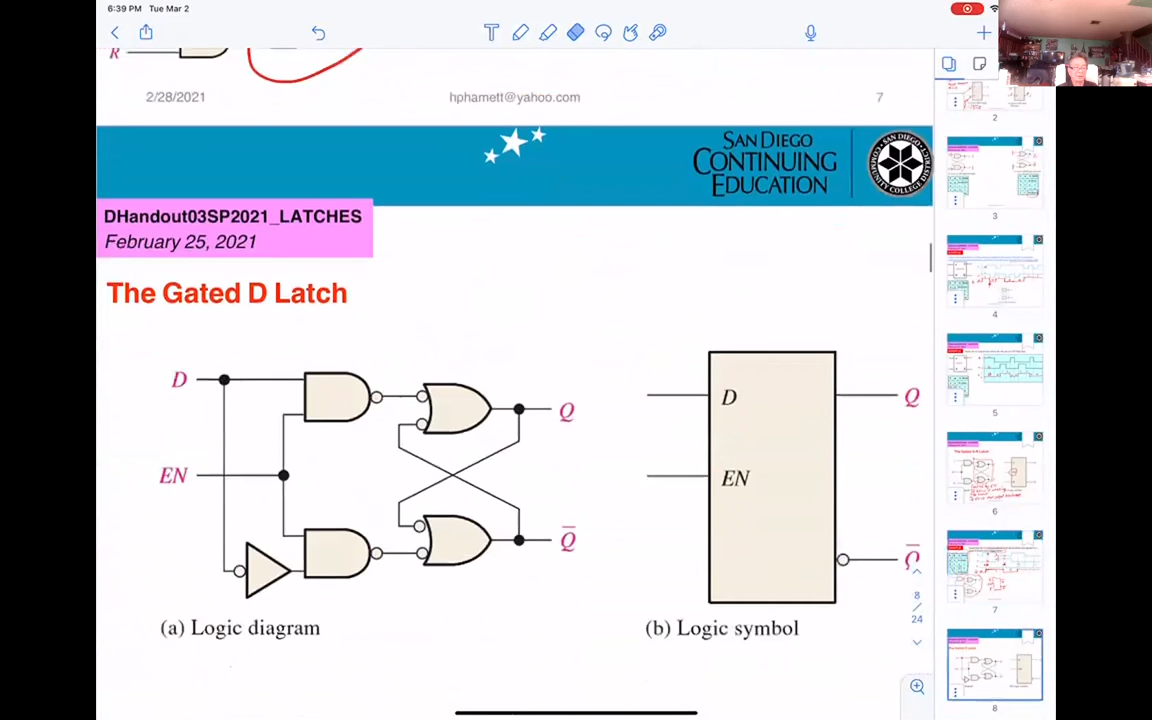 6:39 PM Tue Mar 2
R
2/28/2021 hphamett@yahoo.com 7
SAN DIEGO
CONTINUING
EDUCATION
DHandout03SP2021_LATCHES
February 25, 2021
The Gated D Latch
D
EN
Q
Q̅
D
EN
Q
Q̅
(a) Logic diagram
(b) Logic symbol
8
/
24
2
3
4
5
6
7
8